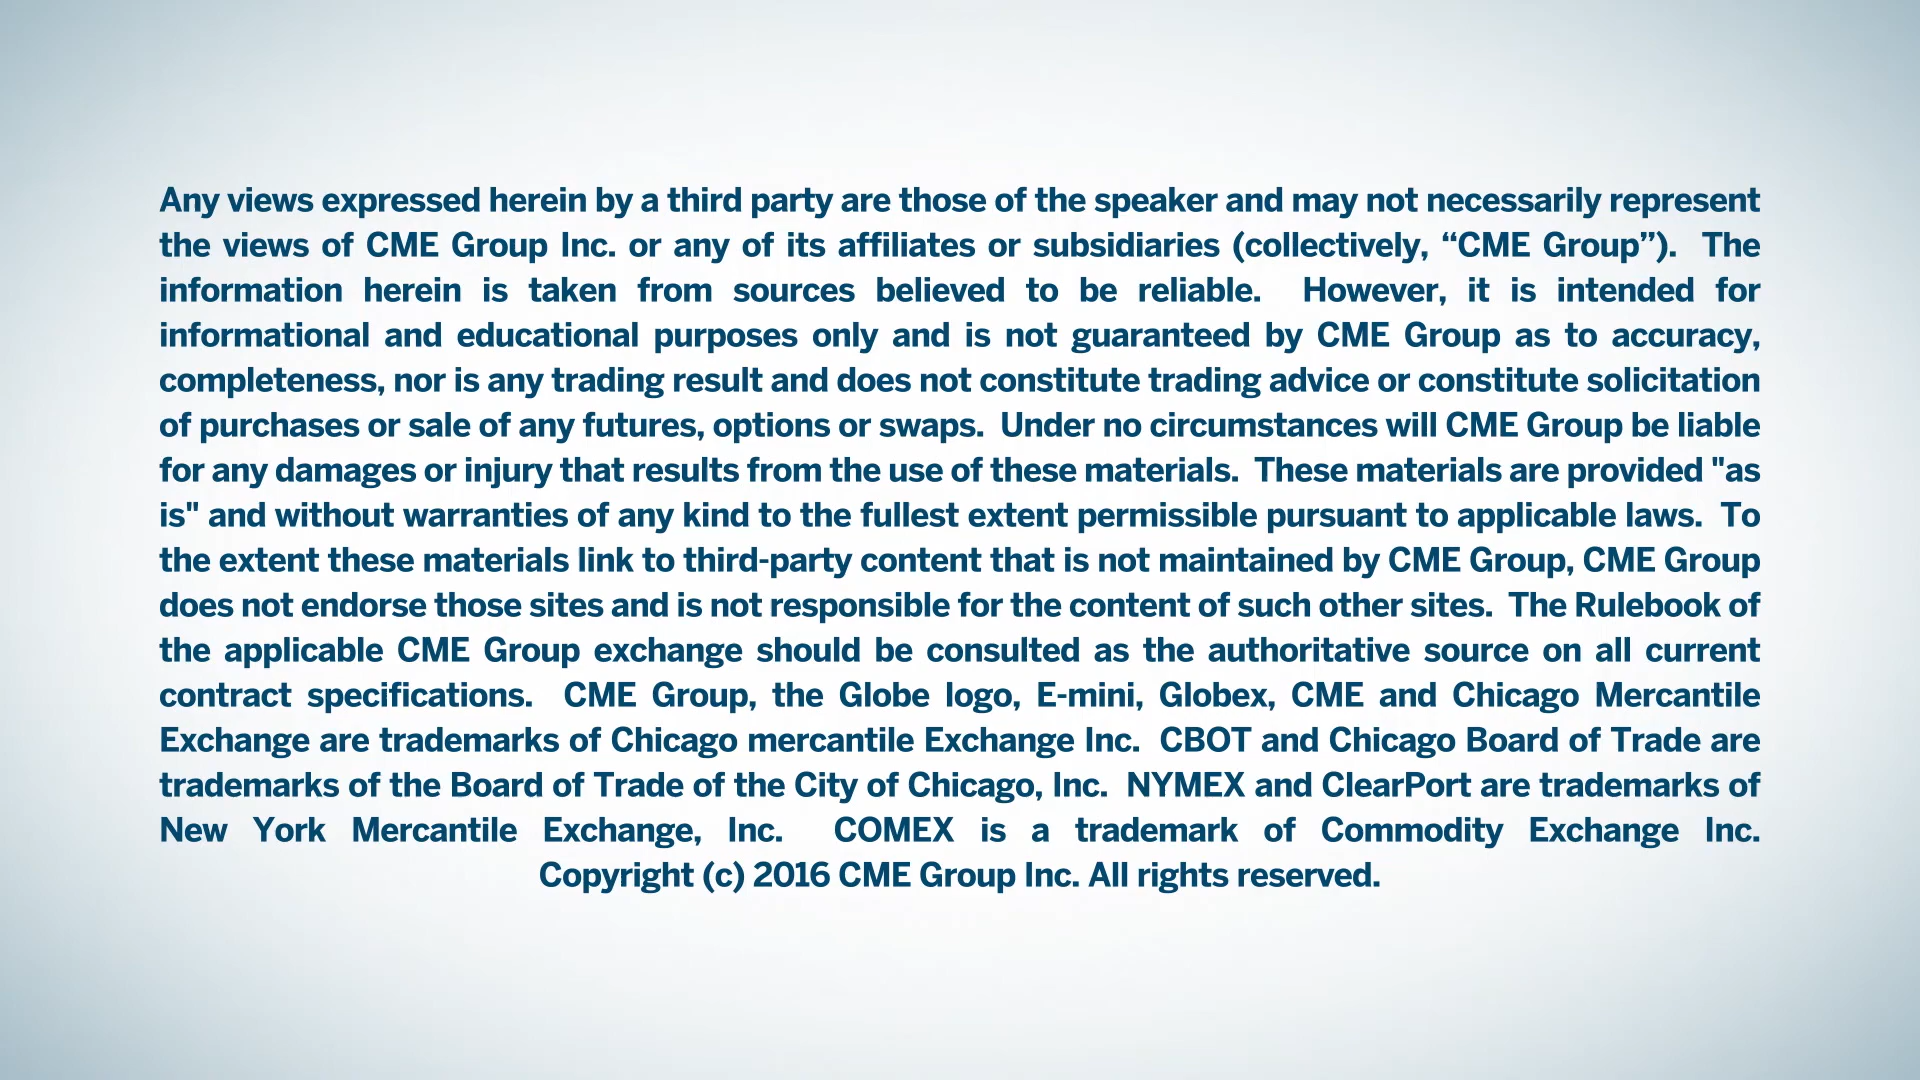 Any views expressed herein by a third party are those of the speaker and may not necessarily represent
the views of CME Group Inc. or any of its affiliates or subsidiaries (collectively, “CME Group”).  The
information herein is taken from sources believed to be reliable.  However, it is intended for
informational and educational purposes only and is not guaranteed by CME Group as to accuracy,
completeness, nor is any trading result and does not constitute trading advice or constitute solicitation
of purchases or sale of any futures, options or swaps.  Under no circumstances will CME Group be liable
for any damages or injury that results from the use of these materials.  These materials are provided "as
is" and without warranties of any kind to the fullest extent permissible pursuant to applicable laws.  To
the extent these materials link to third-party content that is not maintained by CME Group, CME Group
does not endorse those sites and is not responsible for the content of such other sites.  The Rulebook of
the applicable CME Group exchange should be consulted as the authoritative source on all current
contract specifications.  CME Group, the Globe logo, E-mini, Globex, CME and Chicago Mercantile
Exchange are trademarks of Chicago mercantile Exchange Inc.  CBOT and Chicago Board of Trade are
trademarks of the Board of Trade of the City of Chicago, Inc.  NYMEX and ClearPort are trademarks of
New York Mercantile Exchange, Inc.  COMEX is a trademark of Commodity Exchange Inc.
Copyright (c) 2016 CME Group Inc. All rights reserved.